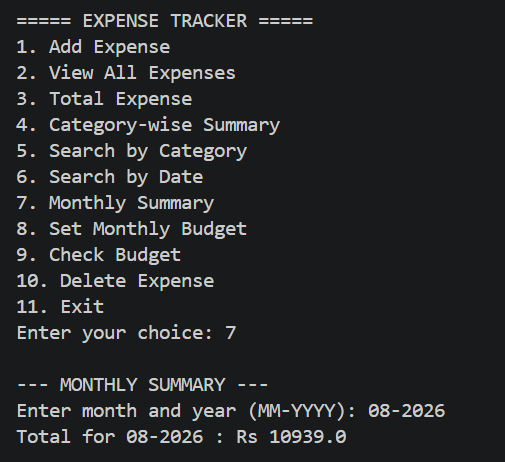 ===== EXPENSE TRACKER =====
1. Add Expense
2. View All Expenses
3. Total Expense
4. Category-wise Summary
5. Search by Category
6. Search by Date
7. Monthly Summary
8. Set Monthly Budget
9. Check Budget
10. Delete Expense
11. Exit
Enter your choice: 7
--- MONTHLY SUMMARY ---
Enter month and year (MM-YYYY): 08-2026
Total for 08-2026 : Rs 10939.0